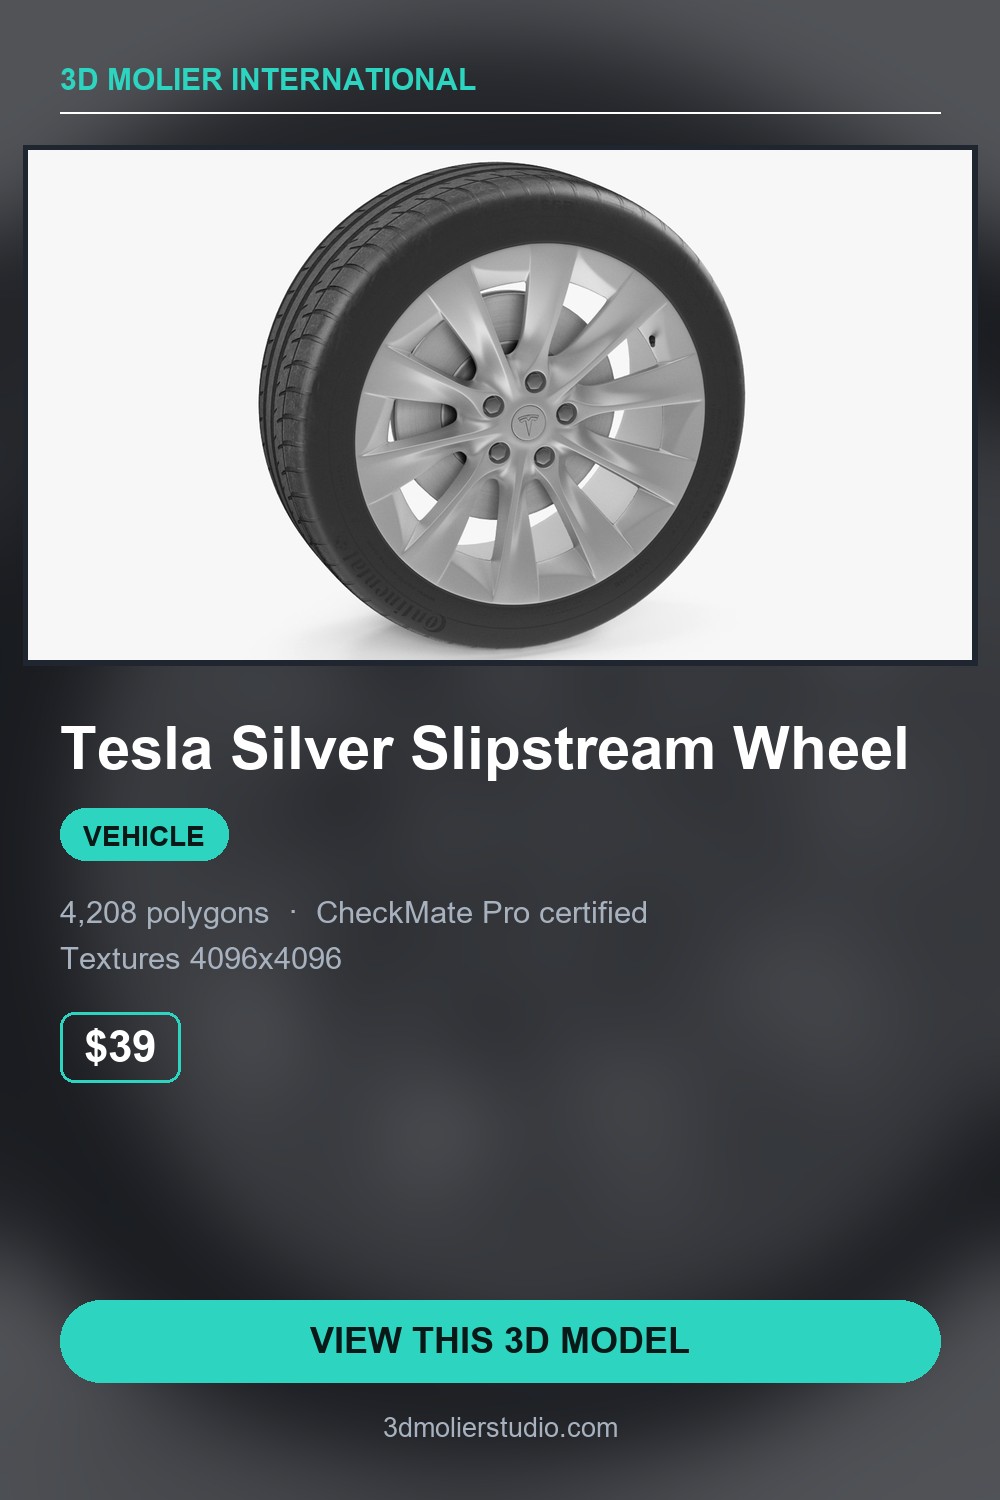 3D MOLIER INTERNATIONAL
Continental
Tesla Silver Slipstream Wheel
VEHICLE
4,208 polygons · CheckMate Pro certified
Textures 4096x4096
$39
VIEW THIS 3D MODEL
3dmolierstudio.com